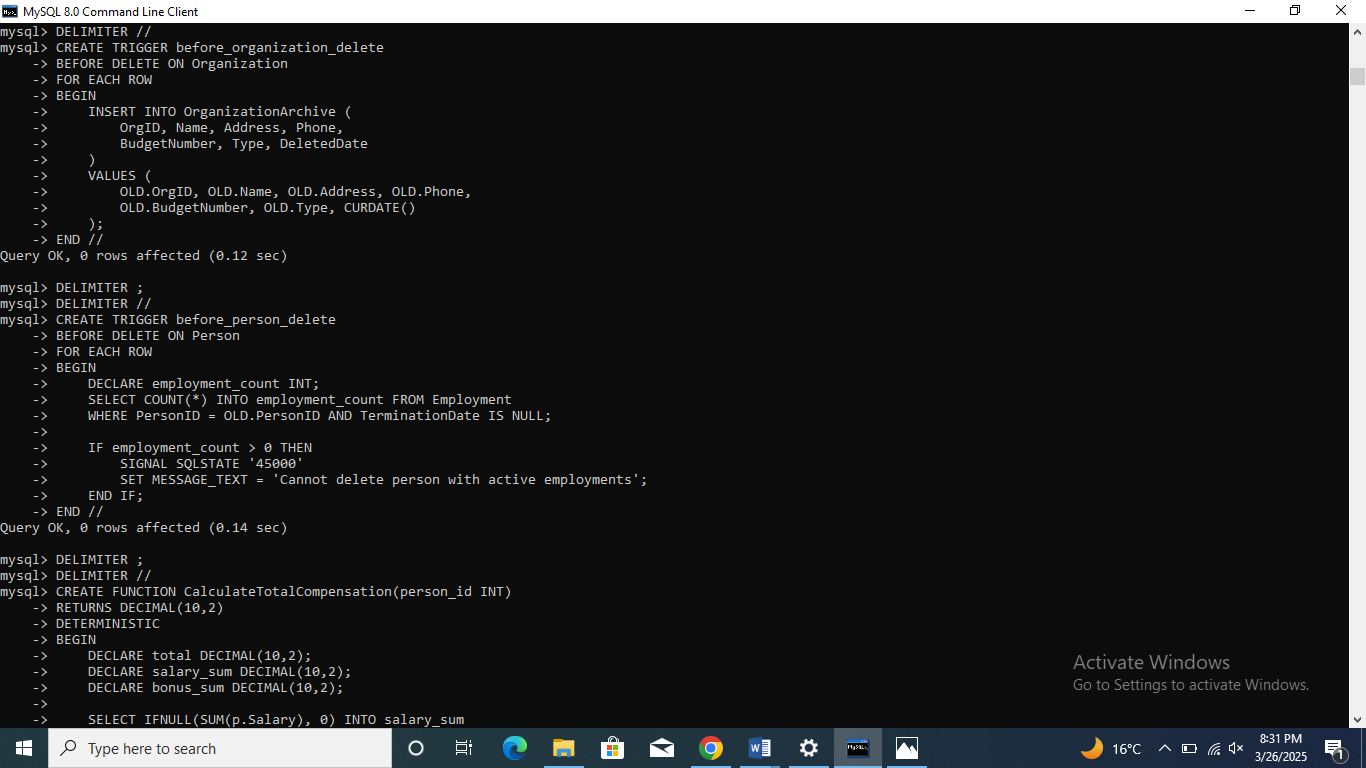 MySQL 8.0 Command Line Client
mysql> DELIMITER //
mysql> CREATE TRIGGER before_organization_delete
    -> BEFORE DELETE ON Organization
    -> FOR EACH ROW
    -> BEGIN
    ->     INSERT INTO OrganizationArchive (
    ->         OrgID, Name, Address, Phone,
    ->         BudgetNumber, Type, DeletedDate
    ->     )
    ->     VALUES (
    ->         OLD.OrgID, OLD.Name, OLD.Address, OLD.Phone,
    ->         OLD.BudgetNumber, OLD.Type, CURDATE()
    ->     );
    -> END //
Query OK, 0 rows affected (0.12 sec)

mysql> DELIMITER ;
mysql> DELIMITER //
mysql> CREATE TRIGGER before_person_delete
    -> BEFORE DELETE ON Person
    -> FOR EACH ROW
    -> BEGIN
    ->     DECLARE employment_count INT;
    ->     SELECT COUNT(*) INTO employment_count FROM Employment
    ->     WHERE PersonID = OLD.PersonID AND TerminationDate IS NULL;
    ->
    ->     IF employment_count > 0 THEN
    ->         SIGNAL SQLSTATE '45000'
    ->         SET MESSAGE_TEXT = 'Cannot delete person with active employments';
    ->     END IF;
    -> END //
Query OK, 0 rows affected (0.14 sec)

mysql> DELIMITER ;
mysql> DELIMITER //
mysql> CREATE FUNCTION CalculateTotalCompensation(person_id INT)
    -> RETURNS DECIMAL(10,2)
    -> DETERMINISTIC
    -> BEGIN
    ->     DECLARE total DECIMAL(10,2);
    ->     DECLARE salary_sum DECIMAL(10,2);
    ->     DECLARE bonus_sum DECIMAL(10,2);
    ->
    ->     SELECT IFNULL(SUM(p.Salary), 0) INTO salary_sum
Activate Windows
Go to Settings to activate Windows.
Type here to search
16°C
8:31 PM
3/26/2025
1